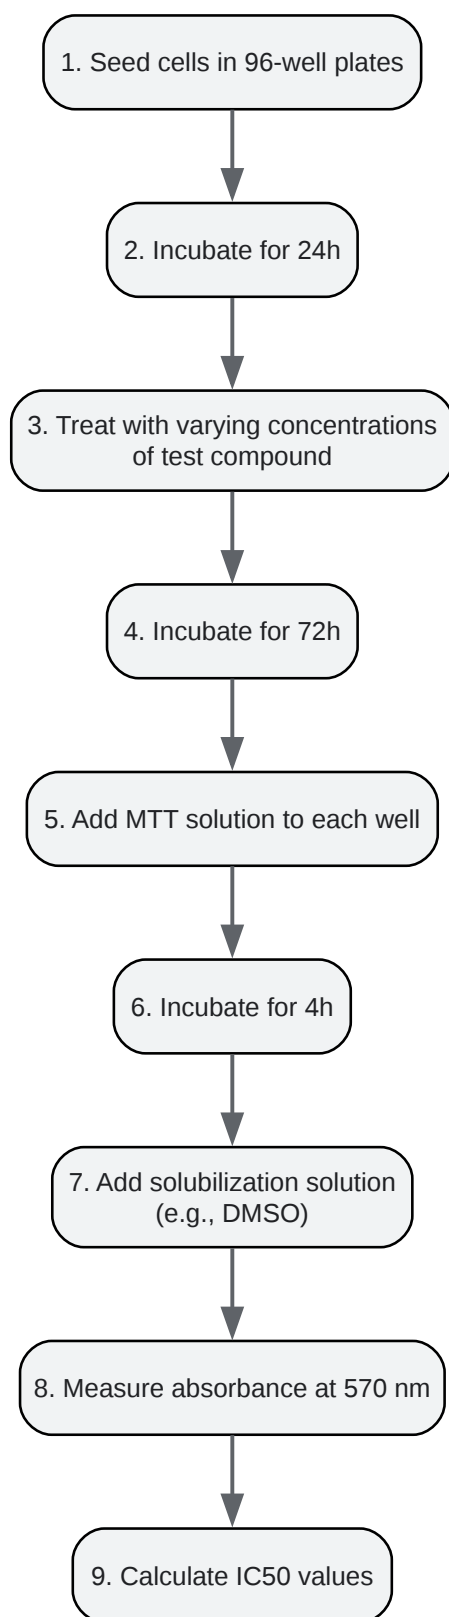 1. Seed cells in 96-well plates
2. Incubate for 24h
3. Treat with varying concentrations
of test compound
4. Incubate for 72h
5. Add MTT solution to each well
6. Incubate for 4h
7. Add solubilization solution
(e.g., DMSO)
8. Measure absorbance at 570 nm
9. Calculate IC50 values